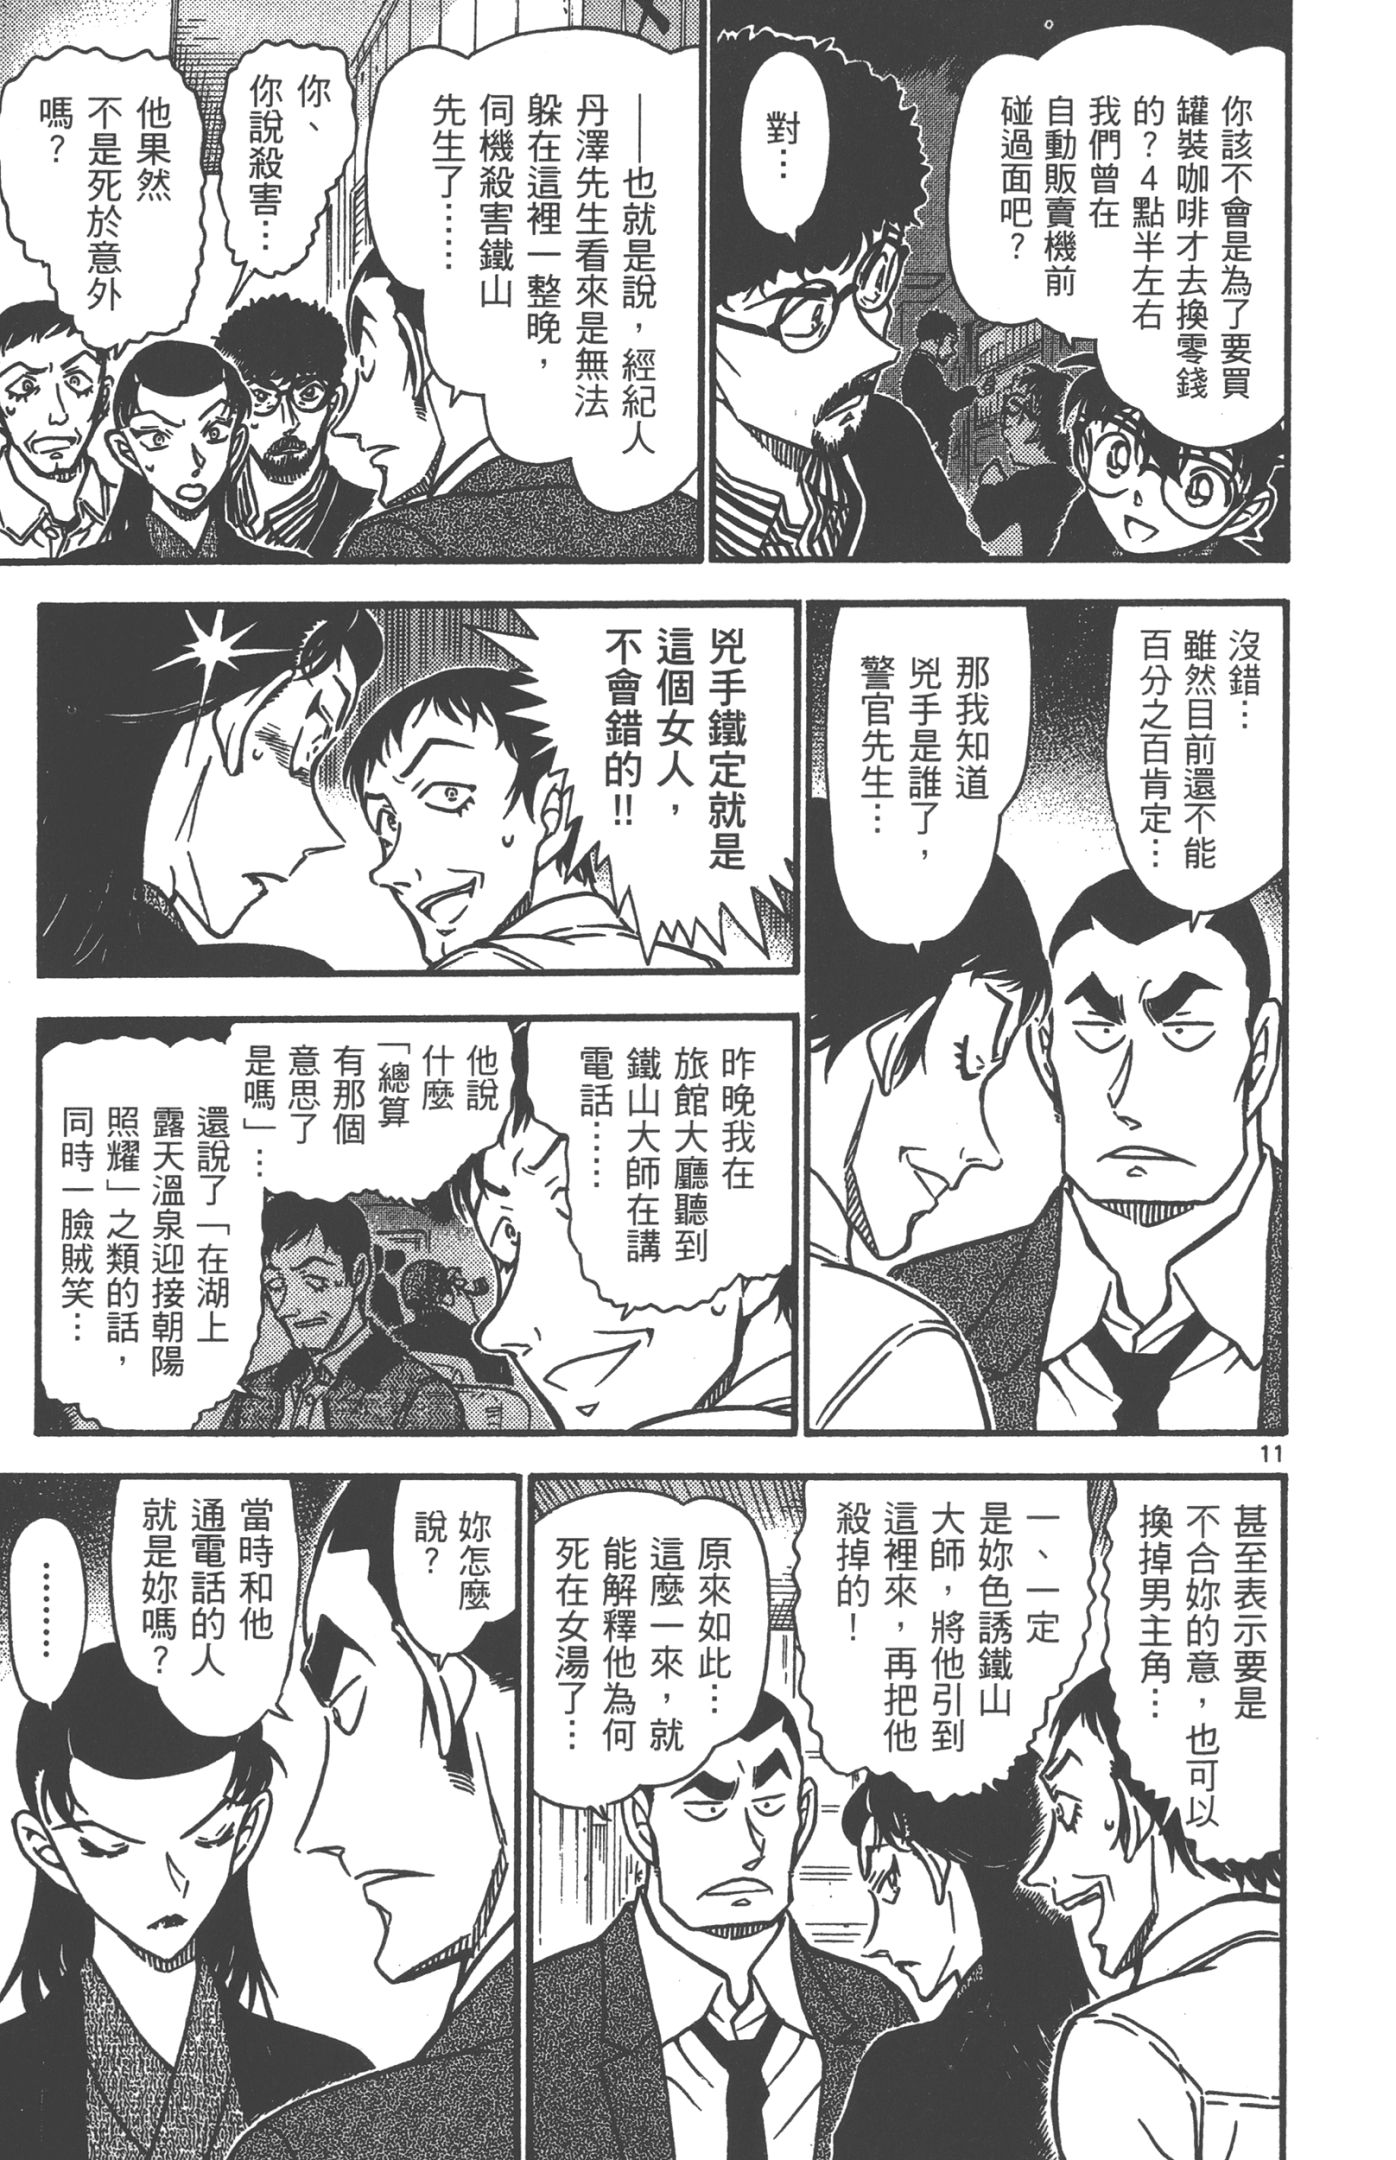 你該不會是為了要買
罐裝咖啡才去換零錢
的？4點半左右
我們曾在
自動販賣機前
碰過面吧？
對…
——也就是說，經紀人
丹澤先生看來是無法
躲在這裡一整晚，
伺機殺害鐵山
先生了……
你、
你說殺害…
他果然
不是死於意外
嗎？
沒錯…
雖然目前還不能
百分之百肯定…
那我知道
兇手是誰了，
警官先生…
兇手鐵定就是
這個女人，
不會錯的!!
昨晚我在
旅館大廳聽到
鐵山大師在講
電話……
他說
什麼
「總算
有那個
意思了
是嗎」…
還說了「在湖上
露天溫泉迎接朝陽
照耀」之類的話，
同時一臉賊笑…
11
甚至表示要是
不合妳的意，也可以
換掉男主角…
一、一定
是妳色誘鐵山
大師，將他引到
這裡來，再把他
殺掉的！
原來如此…
這麼一來，就
能解釋他為何
死在女湯了…
妳怎麼
說？
當時和他
通電話的人
就是妳嗎？
………